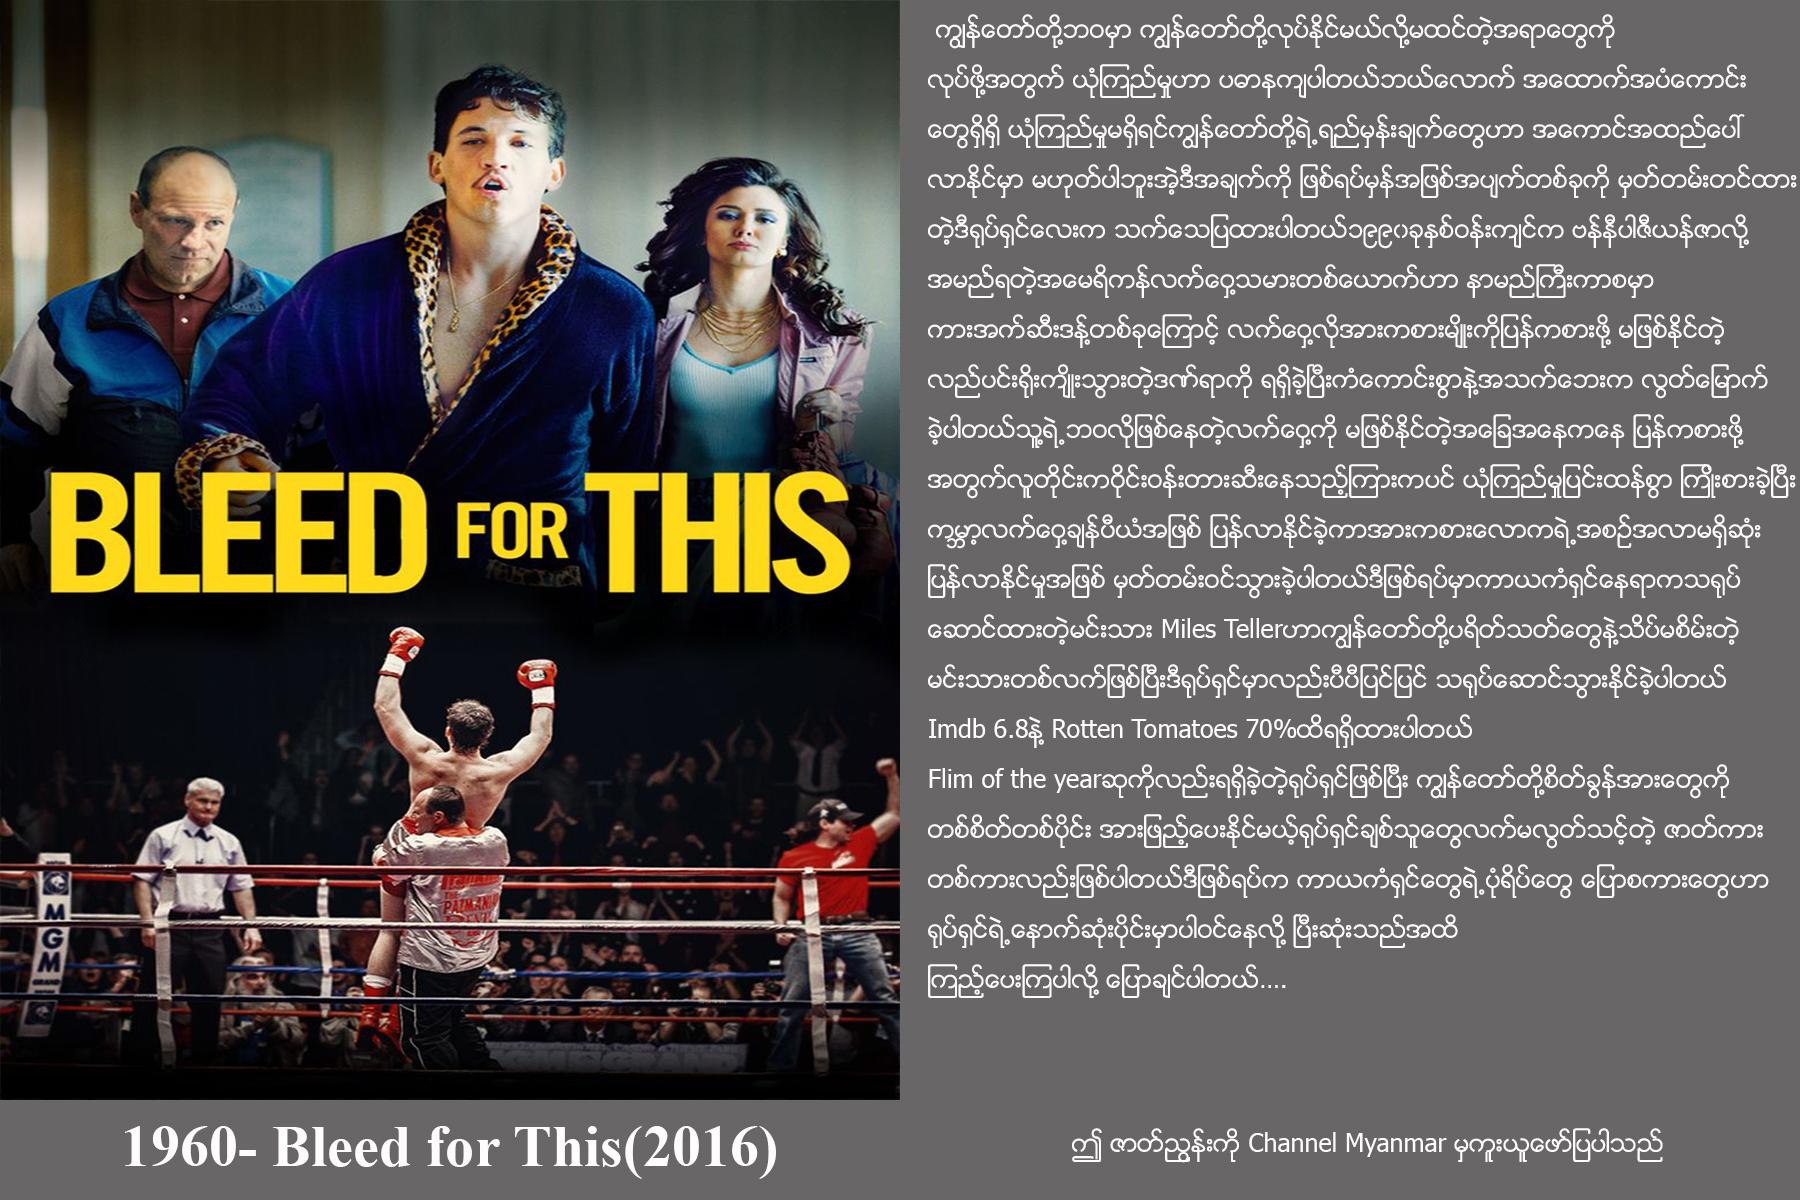 BLEED FOR THIS
MGM
GRAND
PAZMANIAN
1960- Bleed for This(2016)
ကျွန်တော်တို့ဘဝမှာ ကျွန်တော်တို့လုပ်နိုင်မယ်လို့မထင်တဲ့အရာတွေကို
လုပ်ဖို့အတွက် ယုံကြည်မှုဟာ ပဓာနကျပါတယ်ဘယ်လောက် အထောက်အပံကောင်း
တွေရှိရှိ ယုံကြည်မှုမရှိရင်ကျွန်တော်တို့ရဲ့ရည်မှန်းချက်တွေဟာ အကောင်အထည်ပေါ်
လာနိုင်မှာ မဟုတ်ပါဘူးအဲ့ဒီအချက်ကို ဖြစ်ရပ်မှန်အဖြစ်အပျက်တစ်ခုကို မှတ်တမ်းတင်ထား
တဲ့ဒီရုပ်ရှင်လေးက သက်သေပြထားပါတယ်၁၉၉၀ခုနှစ်ဝန်းကျင်က ဗန်နီပါဇီယန်ဇာလို့
အမည်ရတဲ့အမေရိကန်လက်ဝှေ့သမားတစ်ယောက်ဟာ နာမည်ကြီးကာစမှာ
ကားအက်ဆီးဒန့်တစ်ခုကြောင့် လက်ဝှေ့လိုအားကစားမျိုးကိုပြန်ကစားဖို့ မဖြစ်နိုင်တဲ့
လည်ပင်းရိုးကျိုးသွားတဲ့ဒဏ်ရာကို ရရှိခဲ့ပြီးကံကောင်းစွာနဲ့အသက်ဘေးက လွတ်မြောက်
ခဲ့ပါတယ်သူ့ရဲ့ဘဝလိုဖြစ်နေတဲ့လက်ဝှေ့ကို မဖြစ်နိုင်တဲ့အခြေအနေကနေ ပြန်ကစားဖို့
အတွက်လူတိုင်းကဝိုင်းဝန်းတားဆီးနေသည့်ကြားကပင် ယုံကြည်မှုပြင်းထန်စွာ ကြိုးစားခဲ့ပြီး
ကမ္ဘာ့လက်ဝှေ့ချန်ပီယံအဖြစ် ပြန်လာနိုင်ခဲ့ကာအားကစားလောကရဲ့အစဉ်အလာမရှိဆုံး
ပြန်လာနိုင်မှုအဖြစ် မှတ်တမ်းဝင်သွားခဲ့ပါတယ်ဒီဖြစ်ရပ်မှာကာယကံရှင်နေရာကသရုပ်
ဆောင်ထားတဲ့မင်းသား Miles Tellerဟာကျွန်တော်တို့ပရိတ်သတ်တွေနဲ့သိပ်မစိမ်းတဲ့
မင်းသားတစ်လက်ဖြစ်ပြီးဒီရုပ်ရှင်မှာလည်းပီပီပြင်ပြင် သရုပ်ဆောင်သွားနိုင်ခဲ့ပါတယ်
Imdb 6.8နဲ့ Rotten Tomatoes 70%ထိရရှိထားပါတယ်
Flim of the yearဆုကိုလည်းရရှိခဲ့တဲ့ရုပ်ရှင်ဖြစ်ပြီး ကျွန်တော်တို့စိတ်ခွန်အားတွေကို
တစ်စိတ်တစ်ပိုင်း အားဖြည့်ပေးနိုင်မယ့်ရုပ်ရှင်ချစ်သူတွေလက်မလွတ်သင့်တဲ့ ဇာတ်ကား
တစ်ကားလည်းဖြစ်ပါတယ်ဒီဖြစ်ရပ်က ကာယကံရှင်တွေရဲ့ပုံရိပ်တွေ ပြောစကားတွေဟာ
ရုပ်ရှင်ရဲ့နောက်ဆုံးပိုင်းမှာပါဝင်နေလို့ ပြီးဆုံးသည်အထိ
ကြည့်ပေးကြပါလို့ ပြောချင်ပါတယ်....
ဤ ဇာတ်ညွှန်းကို Channel Myanmar မှကူးယူဖော်ပြပါသည်